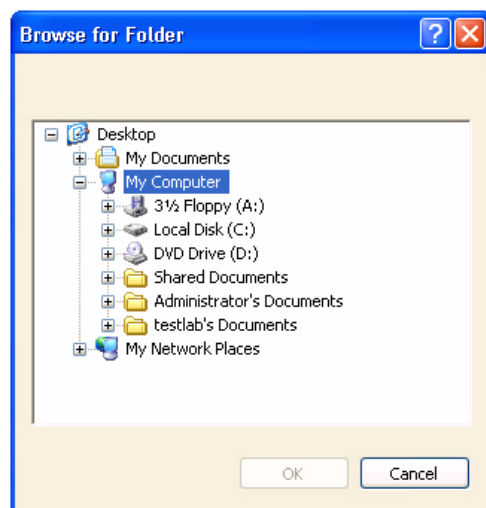 Browse for Folder
Desktop
My Documents
My Computer
3½ Floppy (A:)
Local Disk (C:)
DVD Drive (D:)
Shared Documents
Administrator's Documents
testlab's Documents
My Network Places
OK Cancel